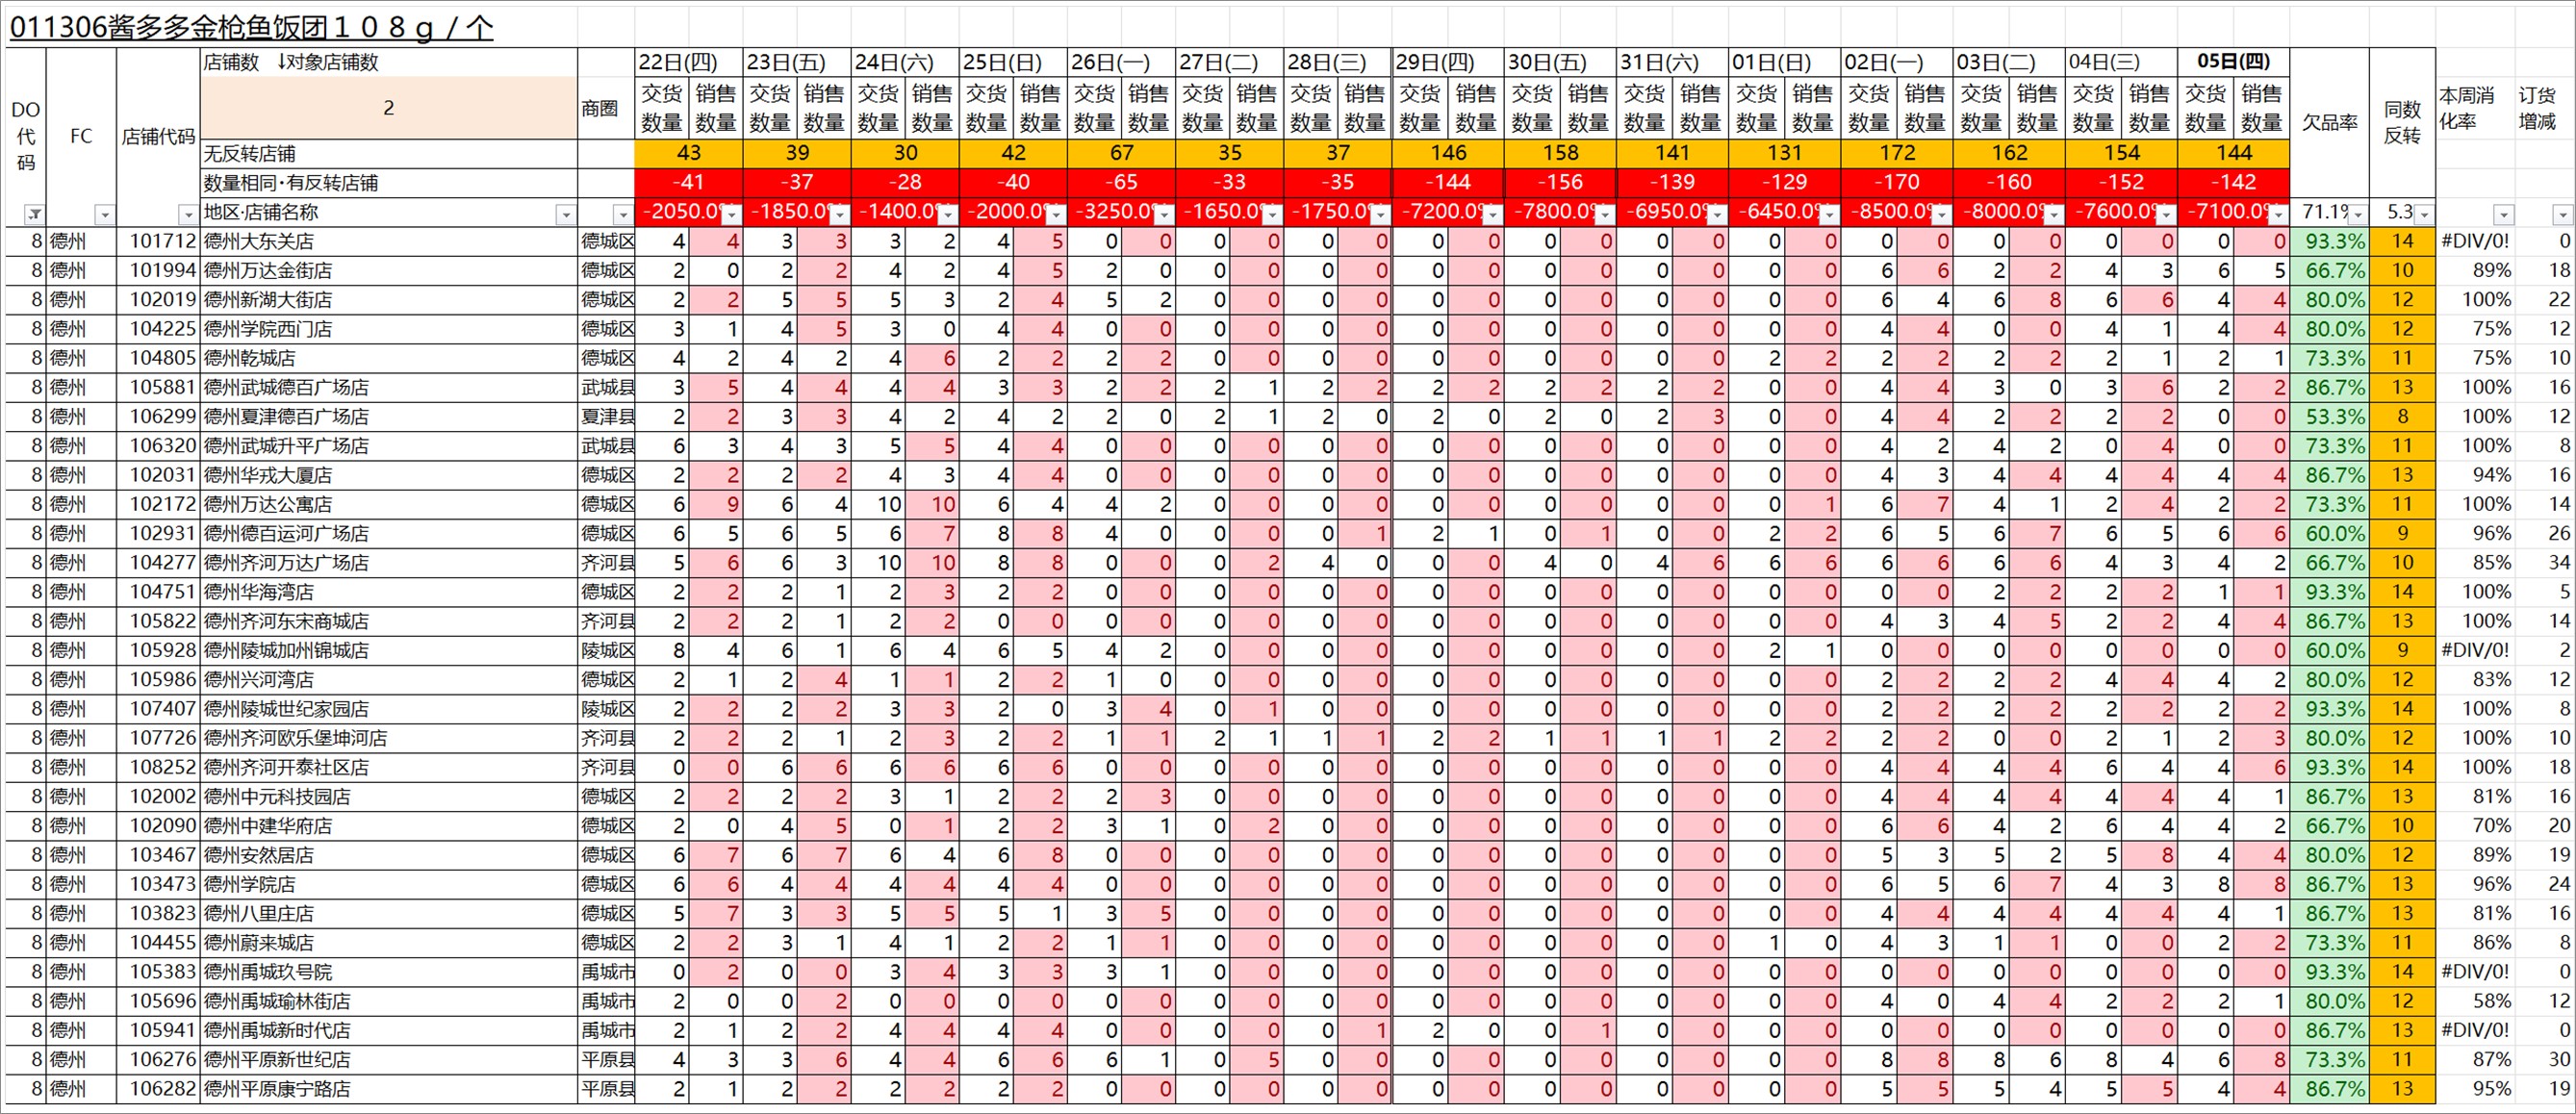 011306酱多多金枪鱼饭团１０８ｇ／个
DO代码 FC 店铺代码 店铺数 ↓对象店铺数 商圈 22日(四) 23日(五) 24日(六) 25日(日) 26日(一) 27日(二) 28日(三) 29日(四) 30日(五) 31日(六) 01日(日) 02日(一) 03日(二) 04日(三) 05日(四) 欠品率 同数反转 本周消化率 订货增减
2 交货数量 销售数量 交货数量 销售数量 交货数量 销售数量 交货数量 销售数量 交货数量 销售数量 交货数量 销售数量 交货数量 销售数量 交货数量 销售数量 交货数量 销售数量 交货数量 销售数量 交货数量 销售数量 交货数量 销售数量 交货数量 销售数量 交货数量 销售数量 交货数量 销售数量
无反转店铺 43 39 30 42 67 35 37 146 158 141 131 172 162 154 144
数量相同·有反转店铺 -41 -37 -28 -40 -65 -33 -35 -144 -156 -139 -129 -170 -160 -152 -142
地区·店铺名称 -2050.0% -1850.0% -1400.0% -2000.0% -3250.0% -1650.0% -1750.0% -7200.0% -7800.0% -6950.0% -6450.0% -8500.0% -8000.0% -7600.0% -7100.0% 71.1% 5.3
8 德州 101712 德州大东关店 德城区 4 4 3 3 3 2 4 5 0 0 0 0 0 0 0 0 0 0 0 0 0 0 0 0 0 0 0 0 0 0 93.3% 14 #DIV/0! 0
8 德州 101994 德州万达金街店 德城区 2 0 2 2 4 2 4 5 2 0 0 0 0 0 0 0 0 0 0 0 0 0 6 6 2 2 4 3 6 5 66.7% 10 89% 18
8 德州 102019 德州新湖大街店 德城区 2 2 5 5 5 3 2 4 5 2 0 0 0 0 0 0 0 0 0 0 0 0 6 4 6 8 6 6 4 4 80.0% 12 100% 22
8 德州 104225 德州学院西门店 德城区 3 1 4 5 3 0 4 4 0 0 0 0 0 0 0 0 0 0 0 0 0 0 4 4 0 0 4 1 4 4 80.0% 12 75% 12
8 德州 104805 德州乾城店 德城区 4 2 4 2 4 6 2 2 2 2 0 0 0 0 0 0 0 0 0 0 2 2 2 2 2 2 2 1 2 1 73.3% 11 75% 10
8 德州 105881 德州武城德百广场店 武城县 3 5 4 4 4 4 3 3 2 2 2 1 2 2 2 2 2 2 2 2 0 0 4 4 3 0 3 6 2 2 86.7% 13 100% 16
8 德州 106299 德州夏津德百广场店 夏津县 2 2 3 3 4 2 4 2 2 0 2 1 2 0 2 0 2 0 2 3 0 0 4 4 2 2 2 2 0 0 53.3% 8 100% 12
8 德州 106320 德州武城升平广场店 武城县 6 3 4 3 5 5 4 4 0 0 0 0 0 0 0 0 0 0 0 0 0 0 4 2 4 2 0 4 0 0 73.3% 11 100% 8
8 德州 102031 德州华戎大厦店 德城区 2 2 2 2 4 3 4 4 0 0 0 0 0 0 0 0 0 0 0 0 0 0 4 3 4 4 4 4 4 4 86.7% 13 94% 16
8 德州 102172 德州万达公寓店 德城区 6 9 6 4 10 10 6 4 4 2 0 0 0 0 0 0 0 0 0 0 0 1 6 7 4 1 2 4 2 2 73.3% 11 100% 14
8 德州 102931 德州德百运河广场店 德城区 6 5 6 5 6 7 8 8 4 0 0 0 0 1 2 1 0 1 0 0 2 2 6 5 6 7 6 5 6 6 60.0% 9 96% 26
8 德州 104277 德州齐河万达广场店 齐河县 5 6 6 3 10 10 8 8 0 0 0 2 4 0 0 0 4 0 4 6 6 6 6 6 6 6 4 3 4 2 66.7% 10 85% 34
8 德州 104751 德州华海湾店 德城区 2 2 2 1 2 3 2 2 0 0 0 0 0 0 0 0 0 0 0 0 0 0 0 0 2 2 2 2 1 1 93.3% 14 100% 5
8 德州 105822 德州齐河东宋商城店 齐河县 2 2 2 1 2 2 0 0 0 0 0 0 0 0 0 0 0 0 0 0 0 0 4 3 4 5 2 2 4 4 86.7% 13 100% 14
8 德州 105928 德州陵城加州锦城店 陵城区 8 4 6 1 6 4 6 5 4 2 0 0 0 0 0 0 0 0 0 0 2 1 0 0 0 0 0 0 0 0 60.0% 9 #DIV/0! 2
8 德州 105986 德州兴河湾店 德城区 2 1 2 4 1 1 2 2 1 0 0 0 0 0 0 0 0 0 0 0 0 0 2 2 2 2 4 4 4 2 80.0% 12 83% 12
8 德州 107407 德州陵城世纪家园店 陵城区 2 2 2 2 3 3 2 0 3 4 0 1 0 0 0 0 0 0 0 0 0 0 2 2 2 2 2 2 2 2 93.3% 14 100% 8
8 德州 107726 德州齐河欧乐堡坤河店 齐河县 2 2 2 1 2 3 2 2 1 1 2 1 1 1 2 2 1 1 1 1 2 2 2 2 0 0 2 1 2 3 80.0% 12 100% 10
8 德州 108252 德州齐河开泰社区店 齐河县 0 0 6 6 6 6 6 6 0 0 0 0 0 0 0 0 0 0 0 0 0 0 4 4 4 4 6 4 4 6 93.3% 14 100% 18
8 德州 102002 德州中元科技园店 德城区 2 2 2 2 3 1 2 2 2 3 0 0 0 0 0 0 0 0 0 0 0 0 4 4 4 4 4 4 4 1 86.7% 13 81% 16
8 德州 102090 德州中建华府店 德城区 2 0 4 5 0 1 2 2 3 1 0 2 0 0 0 0 0 0 0 0 0 0 6 6 4 2 6 4 4 2 66.7% 10 70% 20
8 德州 103467 德州安然居店 德城区 6 7 6 7 6 4 6 8 0 0 0 0 0 0 0 0 0 0 0 0 0 0 5 3 5 2 5 8 4 4 80.0% 12 89% 19
8 德州 103473 德州学院店 德城区 6 6 4 4 4 4 4 4 0 0 0 0 0 0 0 0 0 0 0 0 0 0 6 5 6 7 4 3 8 8 86.7% 13 96% 24
8 德州 103823 德州八里庄店 德城区 5 7 3 3 5 5 5 1 3 5 0 0 0 0 0 0 0 0 0 0 0 0 4 4 4 4 4 4 4 1 86.7% 13 81% 16
8 德州 104455 德州蔚来城店 德城区 2 2 3 1 4 1 2 2 1 1 0 0 0 0 0 0 0 0 0 0 1 0 4 3 1 1 0 0 2 2 73.3% 11 86% 8
8 德州 105383 德州禹城玖号院 禹城市 0 2 0 0 3 4 3 3 3 1 0 0 0 0 0 0 0 0 0 0 0 0 0 0 0 0 0 0 0 0 93.3% 14 #DIV/0! 0
8 德州 105696 德州禹城瑜林街店 禹城市 2 0 0 2 0 0 0 0 0 0 0 0 0 0 0 0 0 0 0 0 0 0 4 0 4 4 2 2 2 1 80.0% 12 58% 12
8 德州 105941 德州禹城新时代店 禹城市 2 1 2 2 4 4 4 4 0 0 0 0 0 1 2 0 0 1 0 0 0 0 0 0 0 0 0 0 0 0 86.7% 13 #DIV/0! 0
8 德州 106276 德州平原新世纪店 平原县 4 3 3 6 4 4 6 6 6 1 0 5 0 0 0 0 0 0 0 0 0 0 8 8 8 6 8 4 6 8 73.3% 11 87% 30
8 德州 106282 德州平原康宁路店 平原县 2 1 2 2 2 2 2 2 0 0 0 0 0 0 0 0 0 0 0 0 0 0 5 5 5 4 5 5 4 4 86.7% 13 95% 19